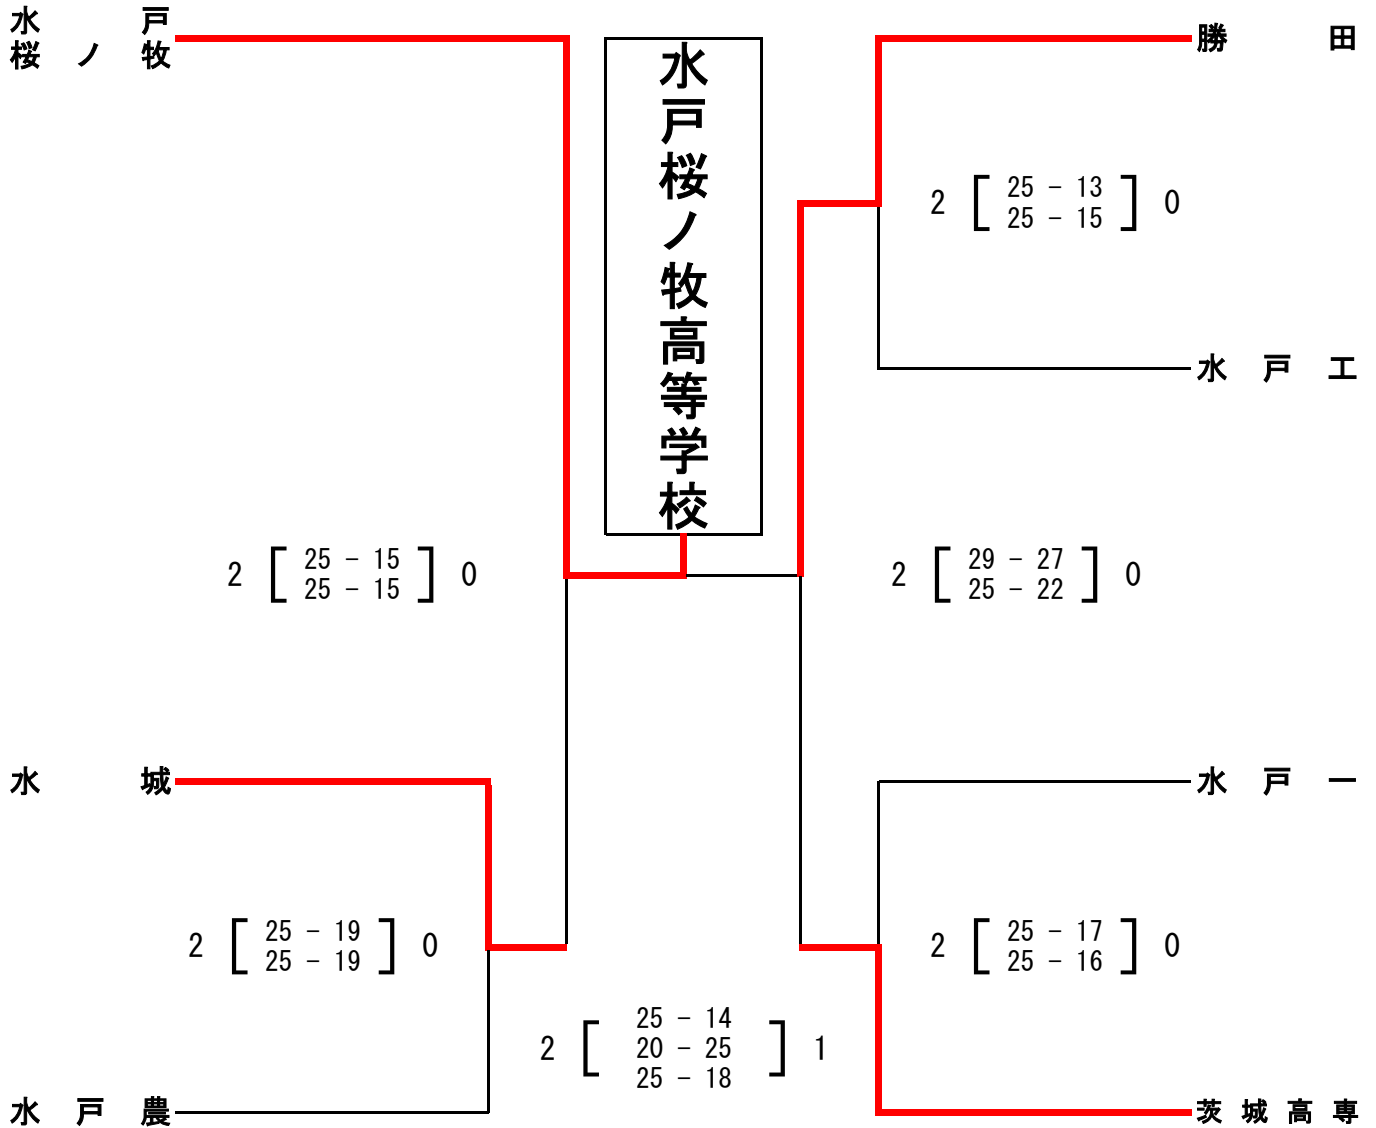 水戸
桜ノ牧
水戸桜ノ牧高等学校
勝田
2 [ 25 - 13 ] 0
25 - 15
水戸工
2 [ 25 - 15 ] 0
25 - 15
2 [ 29 - 27 ] 0
25 - 22
水城
水戸一
2 [ 25 - 19 ] 0
25 - 19
2 [ 25 - 17 ] 0
25 - 16
25 - 14
2 [ 20 - 25 ] 1
25 - 18
水戸農
茨城高専